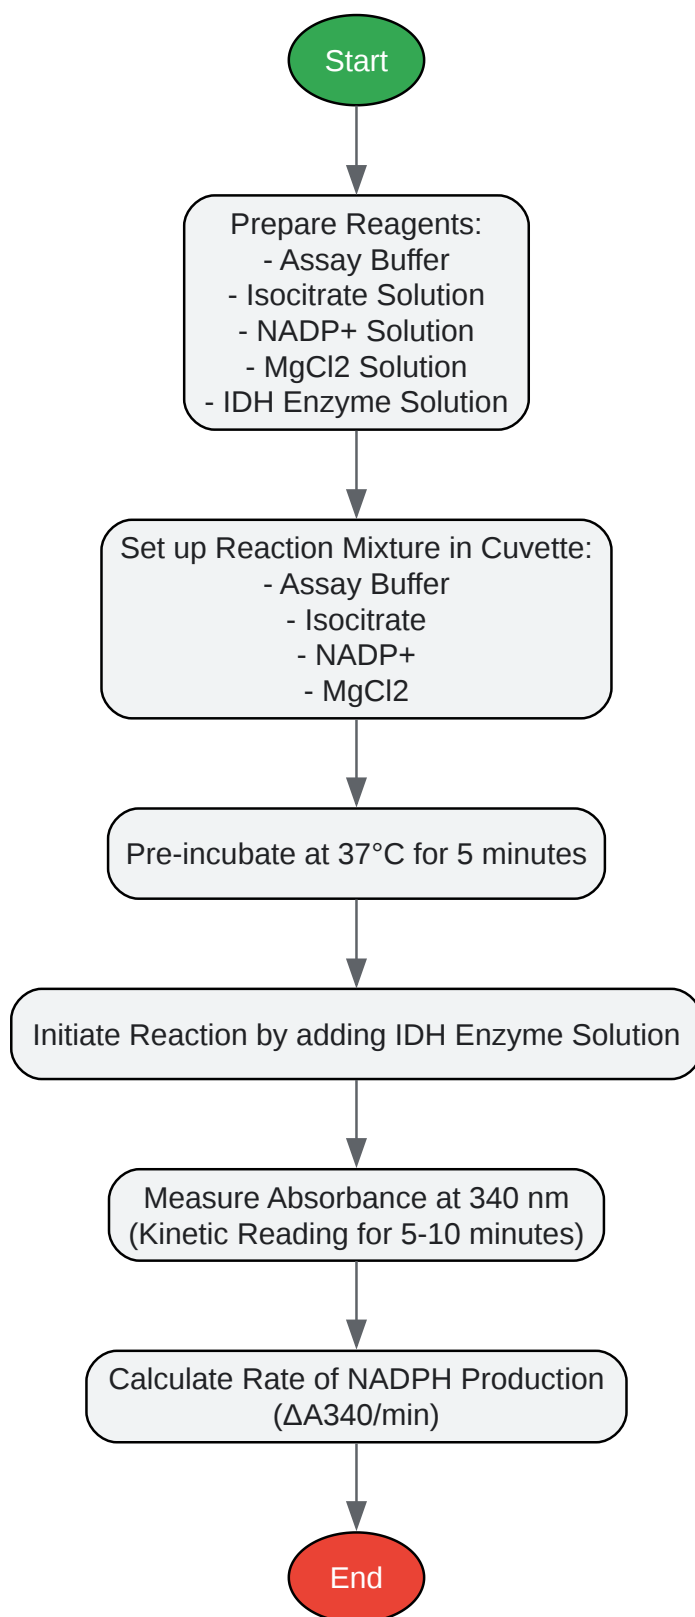 Start
Prepare Reagents:
- Assay Buffer
- Isocitrate Solution
- NADP+ Solution
- MgCl2 Solution
- IDH Enzyme Solution
Set up Reaction Mixture in Cuvette:
- Assay Buffer
- Isocitrate
- NADP+
- MgCl2
Pre-incubate at 37°C for 5 minutes
Initiate Reaction by adding IDH Enzyme Solution
Measure Absorbance at 340 nm
(Kinetic Reading for 5-10 minutes)
Calculate Rate of NADPH Production
(ΔA340/min)
End